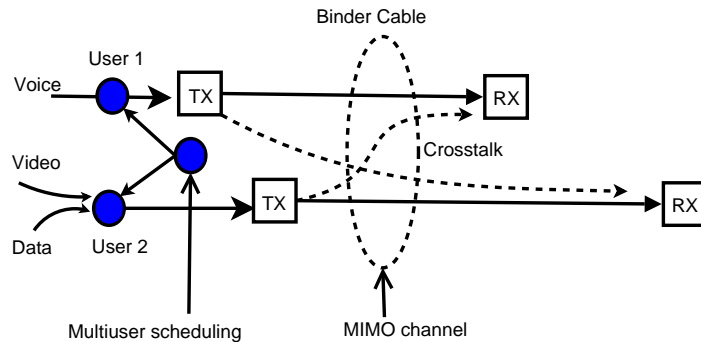 Binder Cable
User 1
Voice
TX
RX
Crosstalk
Video
TX
RX
Data
User 2
Multiuser scheduling
MIMO channel